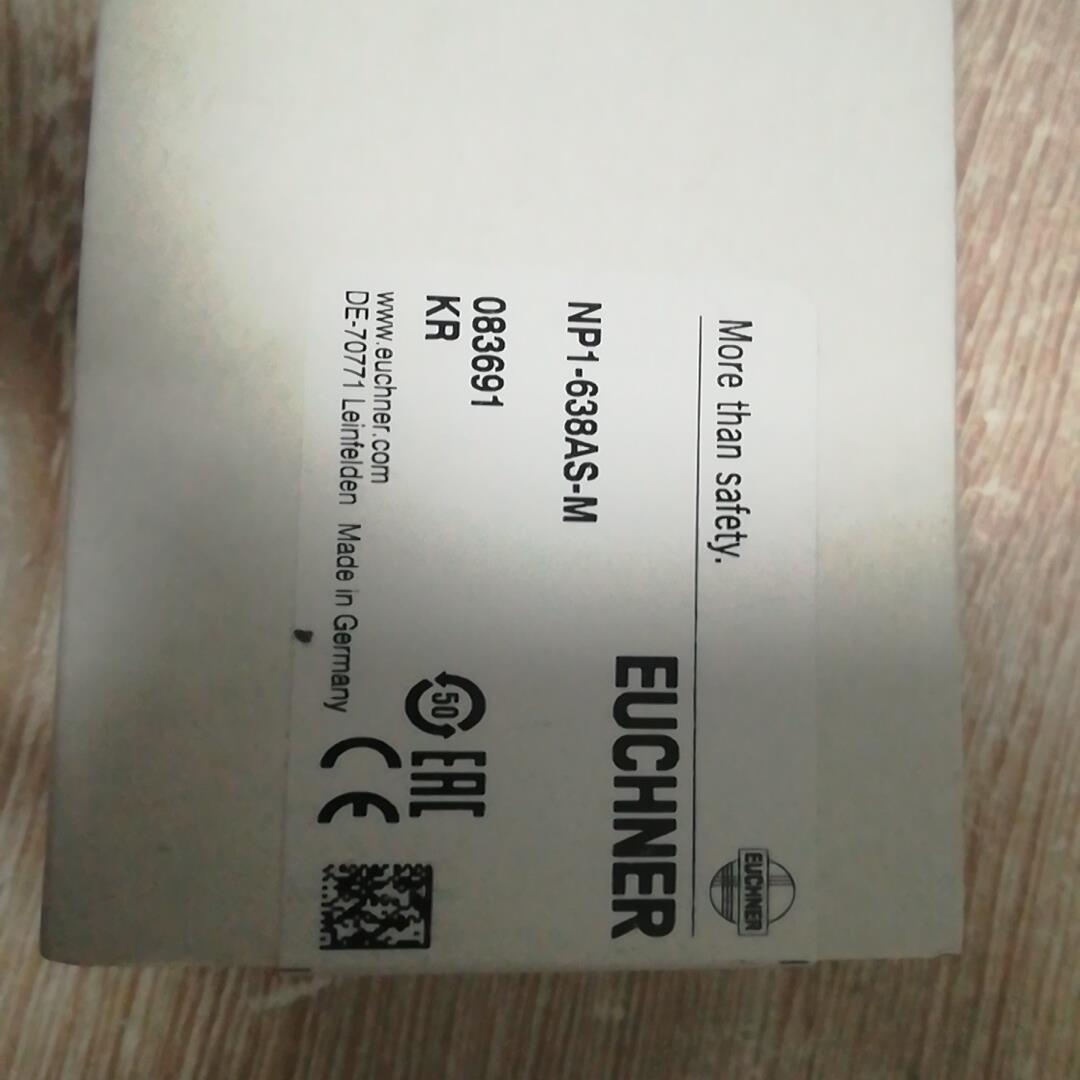 More than safety.
EUCHNER
EUCHNER
NP1-638AS-M
083691
KR
50
EAC
www.euchner.com
DE-70771 Leinfelden Made in Germany
CE